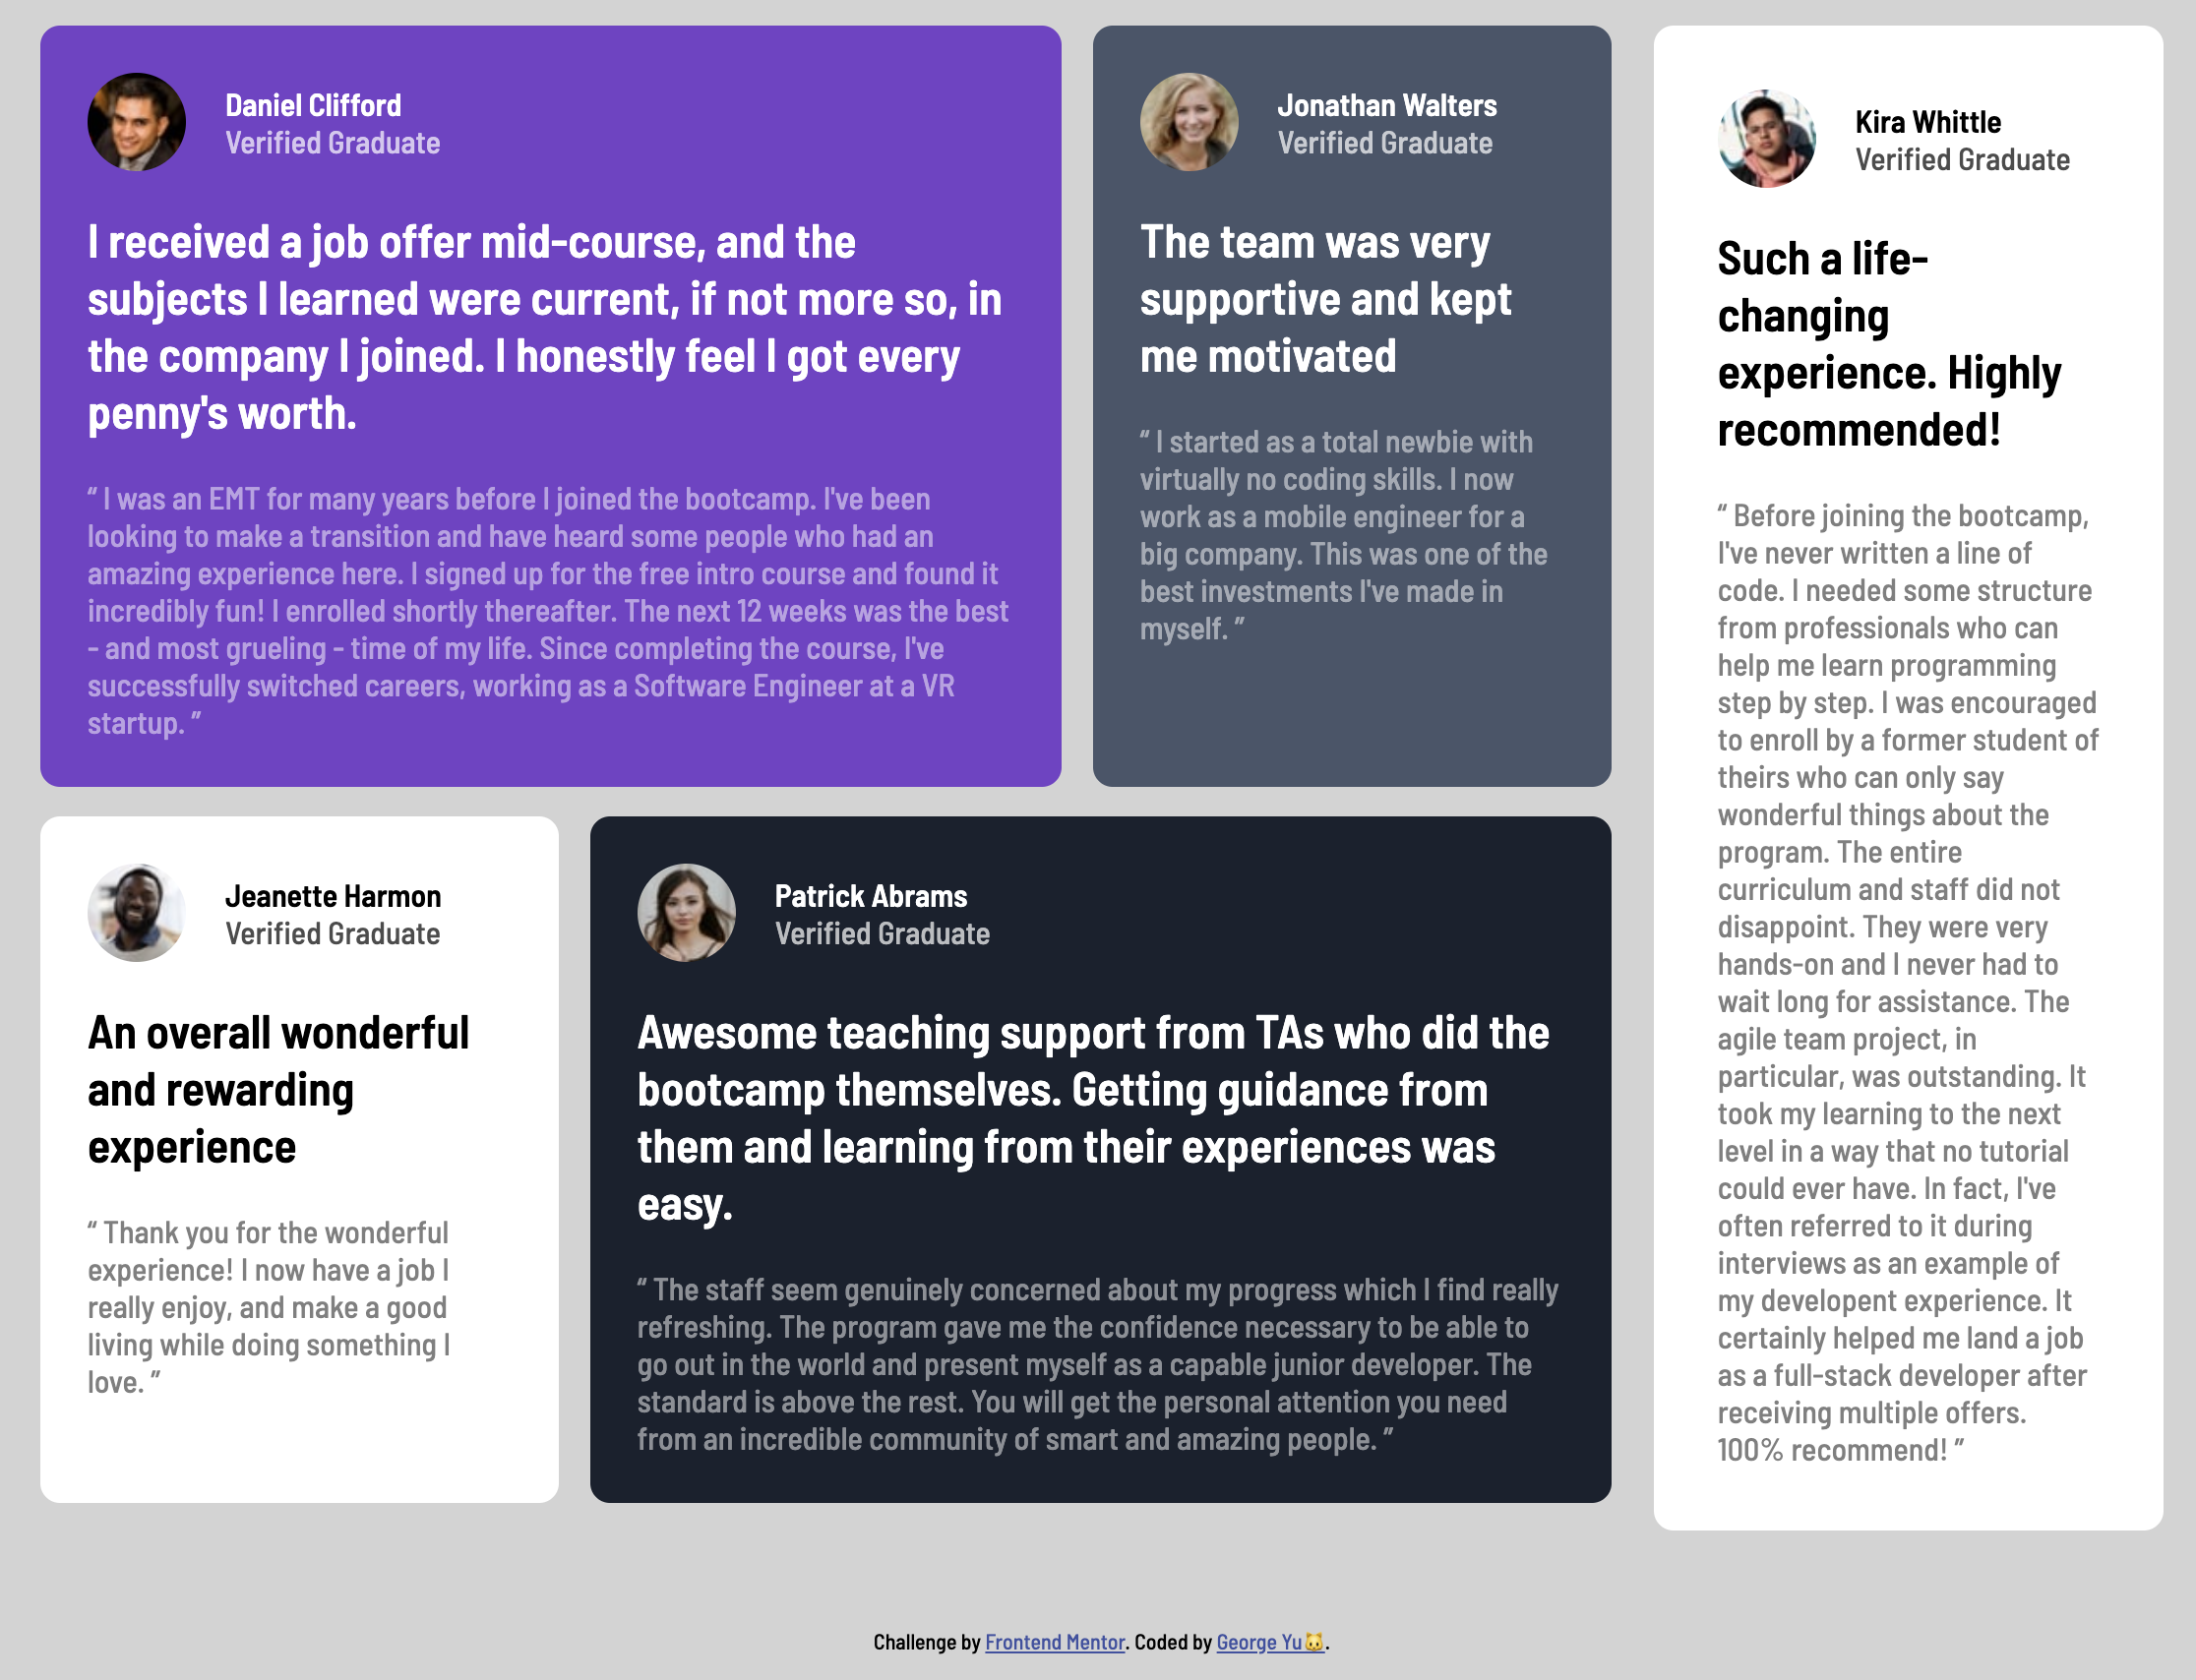 Daniel Clifford
Verified Graduate
I received a job offer mid-course, and the
subjects I learned were current, if not more so, in
the company I joined. I honestly feel I got every
penny's worth.
“ I was an EMT for many years before I joined the bootcamp. I've been
looking to make a transition and have heard some people who had an
amazing experience here. I signed up for the free intro course and found it
incredibly fun! I enrolled shortly thereafter. The next 12 weeks was the best
- and most grueling - time of my life. Since completing the course, I've
successfully switched careers, working as a Software Engineer at a VR
startup. ”
Jonathan Walters
Verified Graduate
The team was very
supportive and kept
me motivated
“ I started as a total newbie with
virtually no coding skills. I now
work as a mobile engineer for a
big company. This was one of the
best investments I've made in
myself. ”
Kira Whittle
Verified Graduate
Such a life-
changing
experience. Highly
recommended!
“ Before joining the bootcamp,
I've never written a line of
code. I needed some structure
from professionals who can
help me learn programming
step by step. I was encouraged
to enroll by a former student of
theirs who can only say
wonderful things about the
program. The entire
curriculum and staff did not
disappoint. They were very
hands-on and I never had to
wait long for assistance. The
agile team project, in
particular, was outstanding. It
took my learning to the next
level in a way that no tutorial
could ever have. In fact, I've
often referred to it during
interviews as an example of
my developent experience. It
certainly helped me land a job
as a full-stack developer after
receiving multiple offers.
100% recommend! ”
Jeanette Harmon
Verified Graduate
An overall wonderful
and rewarding
experience
“ Thank you for the wonderful
experience! I now have a job I
really enjoy, and make a good
living while doing something I
love. ”
Patrick Abrams
Verified Graduate
Awesome teaching support from TAs who did the
bootcamp themselves. Getting guidance from
them and learning from their experiences was
easy.
“ The staff seem genuinely concerned about my progress which I find really
refreshing. The program gave me the confidence necessary to be able to
go out in the world and present myself as a capable junior developer. The
standard is above the rest. You will get the personal attention you need
from an incredible community of smart and amazing people. ”
Challenge by Frontend Mentor. Coded by George Yu🐱.